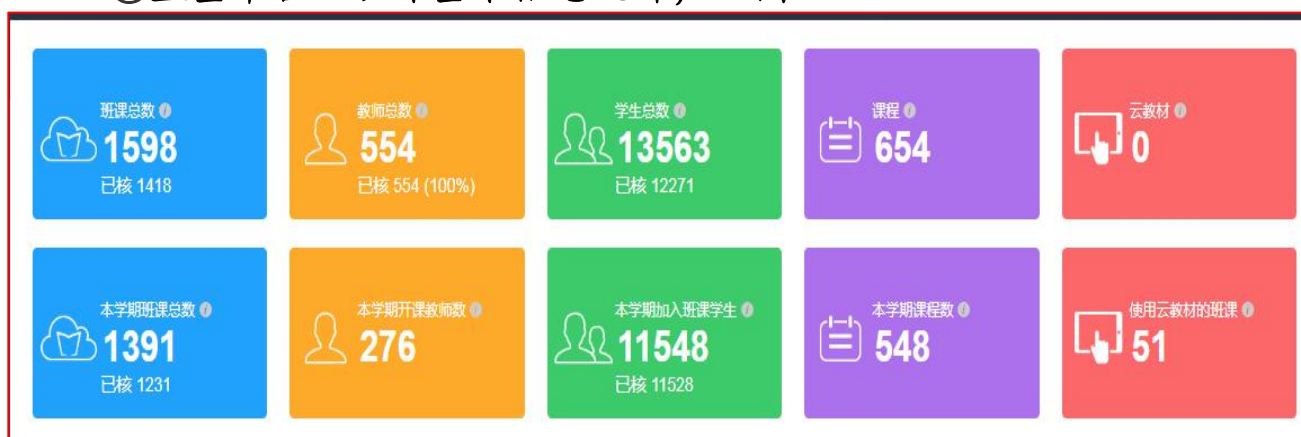 班课总数
1598
已核 1418
教师总数
554
已核 554 (100%)
学生总数
13563
已核 12271
课程
654
云教材
0
本学期班课总数
1391
已核 1231
本学期开课教师数
276
本学期加入班课学生
11548
已核 11528
本学期课程数
548
使用云教材的班课
51